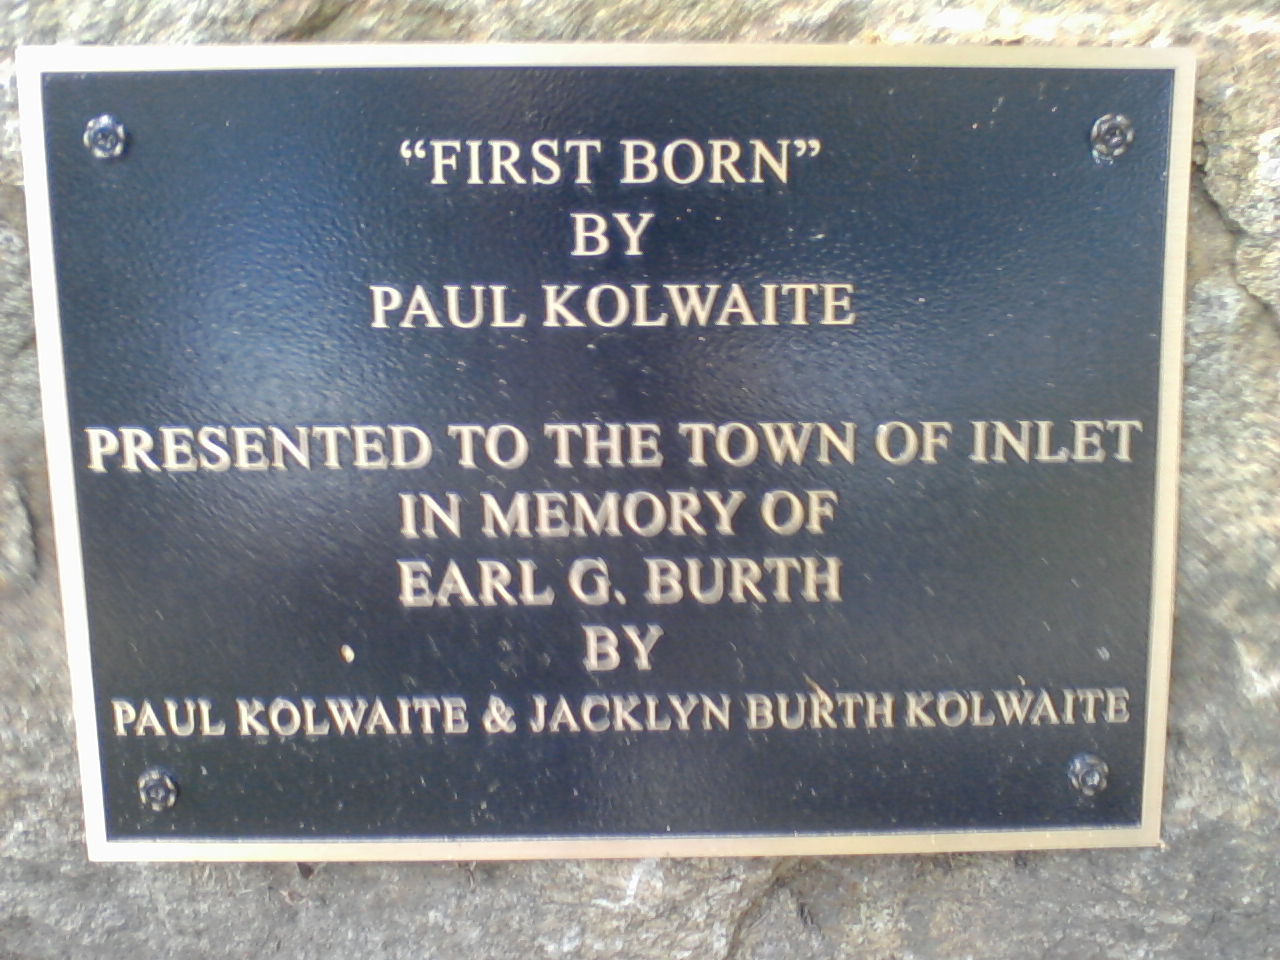 “FIRST BORN”
BY
PAUL KOLWAITE
PRESENTED TO THE TOWN OF INLET
IN MEMORY OF
EARL G. BURTH
BY
PAUL KOLWAITE & JACKLYN BURTH KOLWAITE